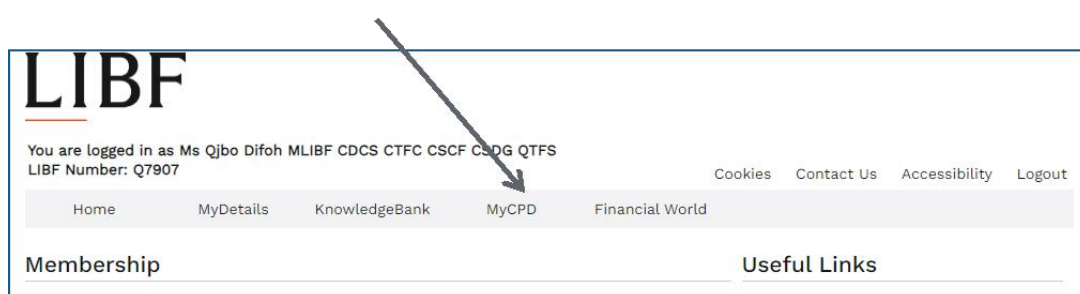 LIBF
You are logged in as Ms Qjbo Difoh MLIBF CDCS CTFC CSCF CSDG QTFS
LIBF Number: Q7907
Cookies Contact Us Accessibility Logout
Home MyDetails KnowledgeBank MyCPD Financial World
Membership Useful Links